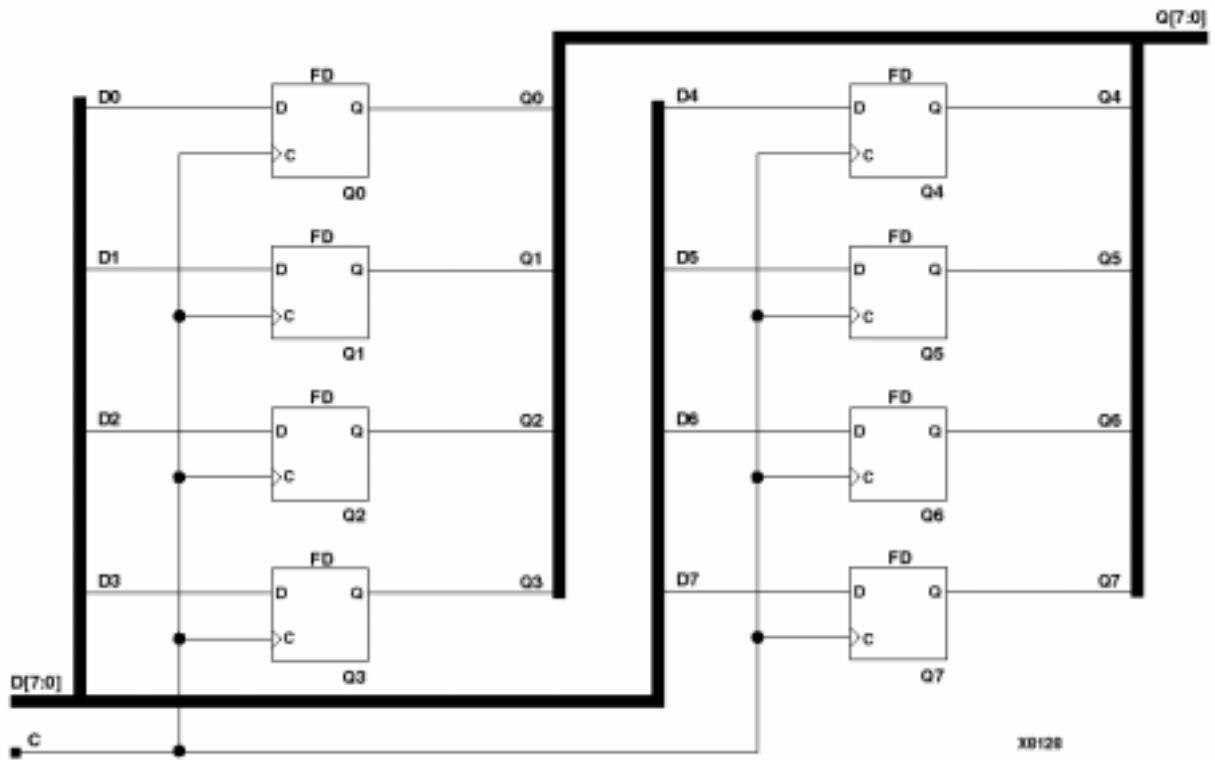 Q[7:0]
FD FD
D0 D Q Q0 D4 D Q Q4
C C
Q0 Q4
FD FD
D1 D Q Q1 D5 D Q Q5
C C
Q1 Q5
FD FD
D2 D Q Q2 D6 D Q Q6
C C
Q2 Q6
FD FD
D3 D Q Q3 D7 D Q Q7
C C
Q3 Q7
D[7:0]
C
X8128